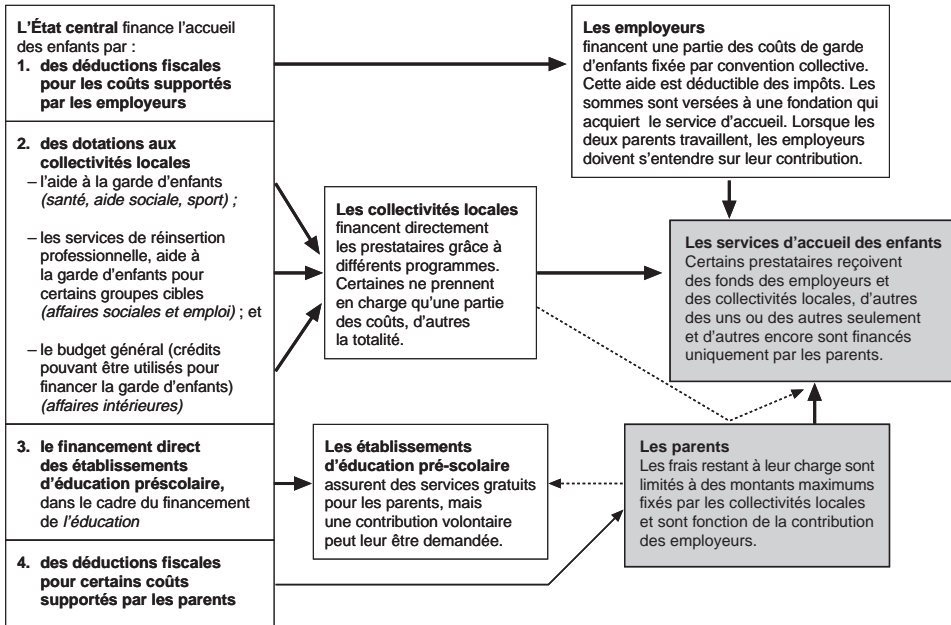 L'État central finance l'accueil
des enfants par :
1. des déductions fiscales
pour les coûts supportés
par les employeurs
2. des dotations aux
collectivités locales
– l'aide à la garde d'enfants
(santé, aide sociale, sport) ;
– les services de réinsertion
professionnelle, aide à
la garde d'enfants pour
certains groupes cibles
(affaires sociales et emploi) ; et
– le budget général (crédits
pouvant être utilisés pour
financer la garde d'enfants)
(affaires intérieures)
3. le financement direct
des établissements
d'éducation préscolaire,
dans le cadre du financement
de l'éducation
4. des déductions fiscales
pour certains coûts
supportés par les parents
Les collectivités locales
financent directement
les prestataires grâce à
différents programmes.
Certaines ne prennent
en charge qu'une partie
des coûts, d'autres
la totalité.
Les établissements
d'éducation pré-scolaire
assurent des services gratuits
pour les parents, mais
une contribution volontaire
peut leur être demandée.
Les employeurs
financent une partie des coûts de garde
d'enfants fixée par convention collective.
Cette aide est déductible des impôts. Les
sommes sont versées à une fondation qui
acquiert le service d'accueil. Lorsque les
deux parents travaillent, les employeurs
doivent s'entendre sur leur contribution.
Les services d'accueil des enfants
Certains prestataires reçoivent
des fonds des employeurs et
des collectivités locales, d'autres
des uns ou des autres seulement
et d'autres encore sont financés
uniquement par les parents.
Les parents
Les frais restant à leur charge sont
limités à des montants maximums
fixés par les collectivités locales
et sont fonction de la contribution
des employeurs.